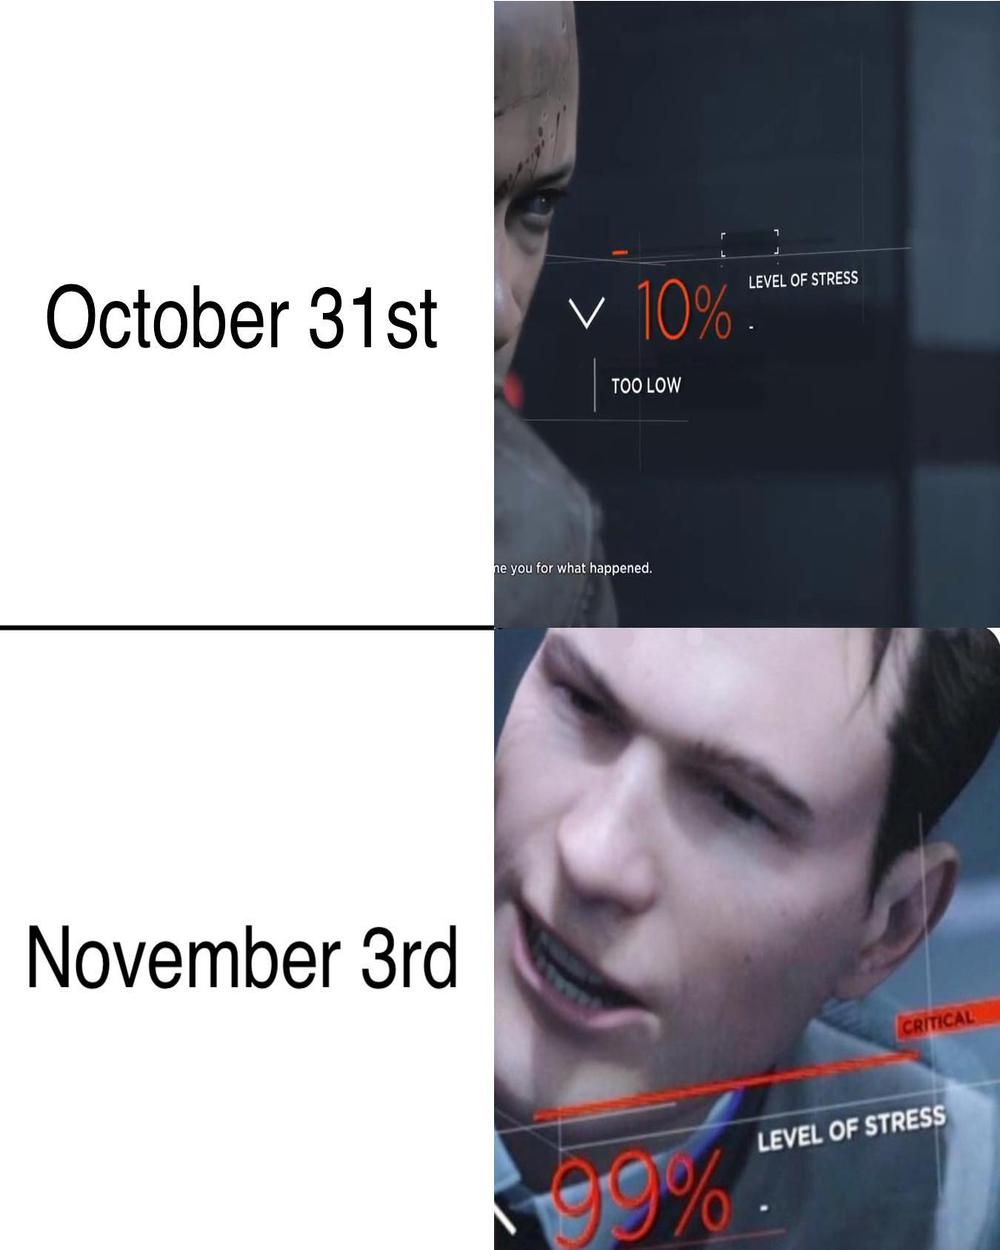 October 31st
10%
LEVEL OF STRESS
-
TOO LOW
you for what happened.
November 3rd
CRITICAL
LEVEL OF STRESS
99%
-